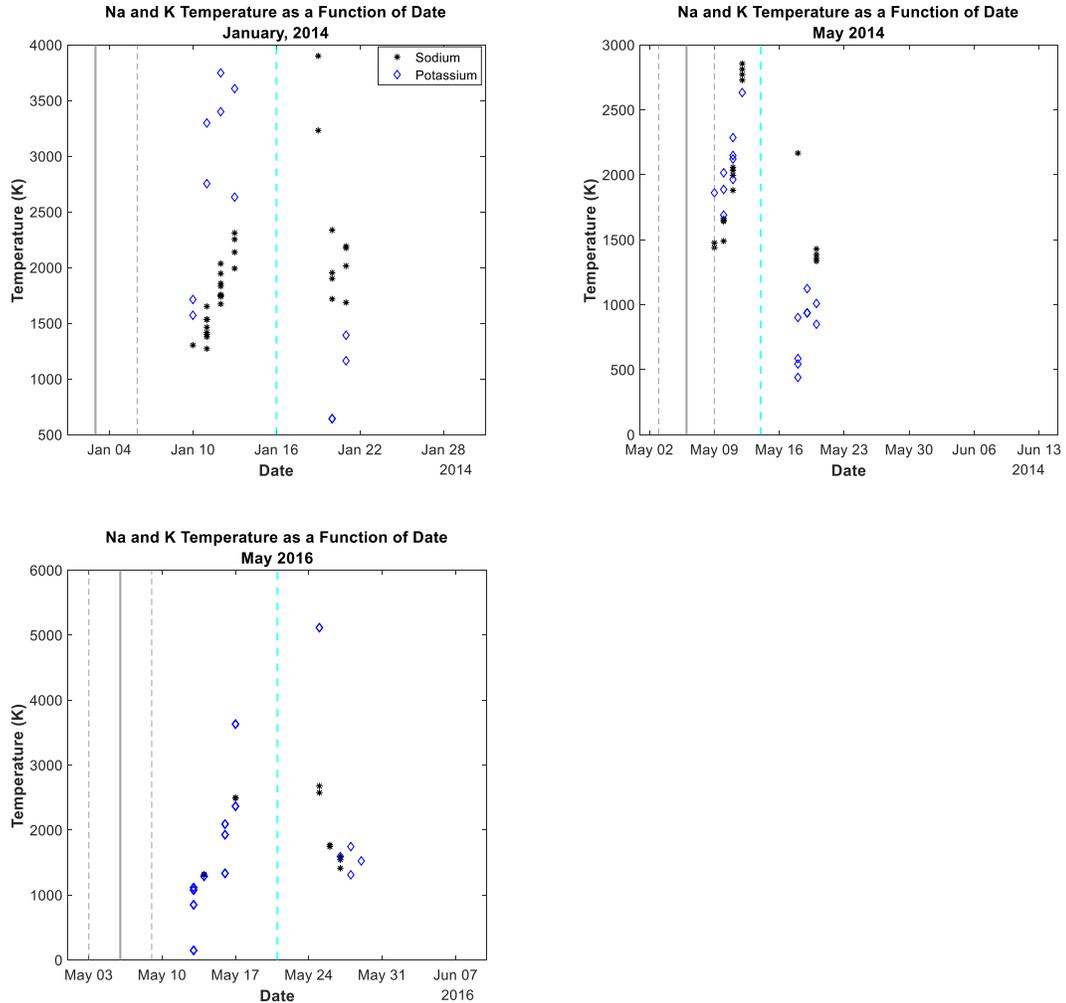 Na and K Temperature as a Function of Date
January, 2014
4000
3500
3000
2500
2000
1500
1000
500
Temperature (K)
Sodium
Potassium
Jan 04
Jan 10
Jan 16
Jan 22
Jan 28
Date
2014
Na and K Temperature as a Function of Date
May 2014
3000
2500
2000
1500
1000
500
0
Temperature (K)
May 02
May 09
May 16
May 23
May 30
Jun 06
Jun 13
Date
2014
Na and K Temperature as a Function of Date
May 2016
6000
5000
4000
3000
2000
1000
0
Temperature (K)
May 03
May 10
May 17
May 24
May 31
Jun 07
Date
2016